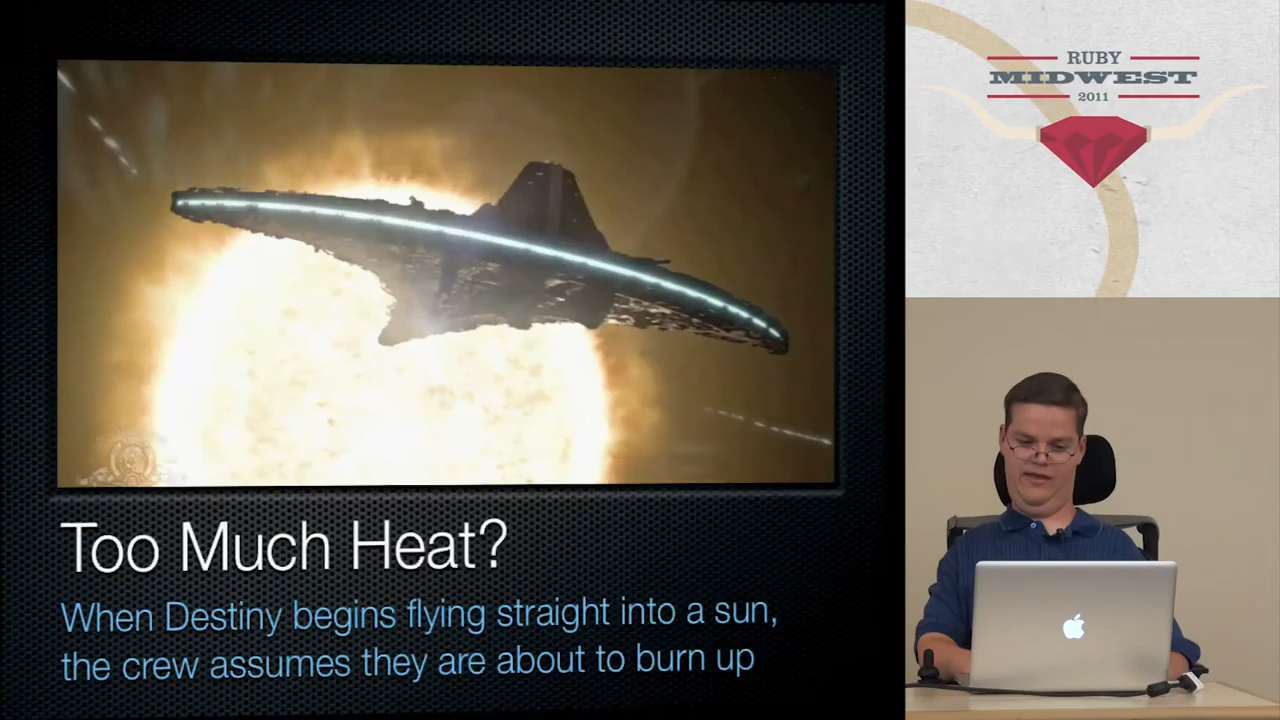 RUBY
MIDWEST
2011
Too Much Heat?
When Destiny begins flying straight into a sun,
the crew assumes they are about to burn up